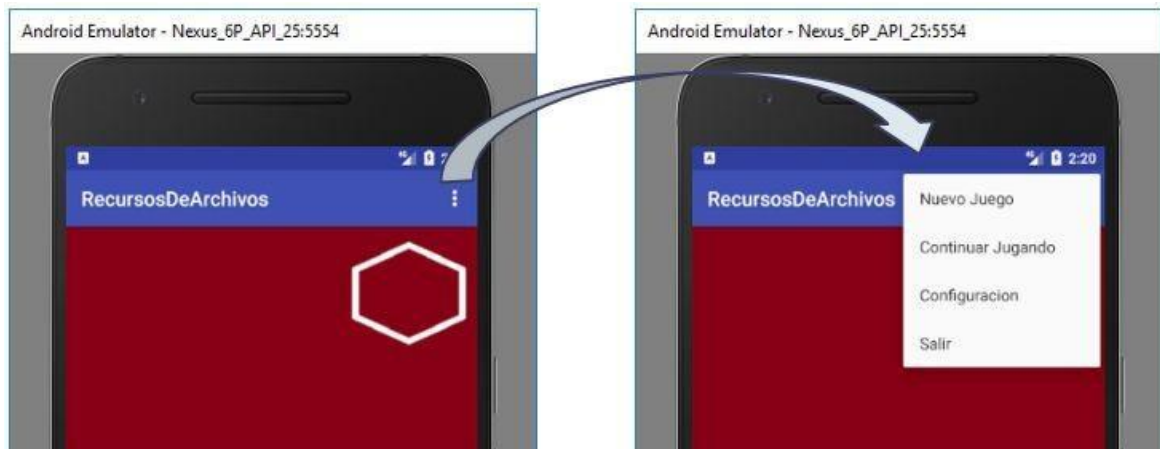 Android Emulator - Nexus_6P_API_25:5554
RecursosDeArchivos
Android Emulator - Nexus_6P_API_25:5554
2:20
RecursosDeArchivos
Nuevo Juego
Continuar Jugando
Configuracion
Salir